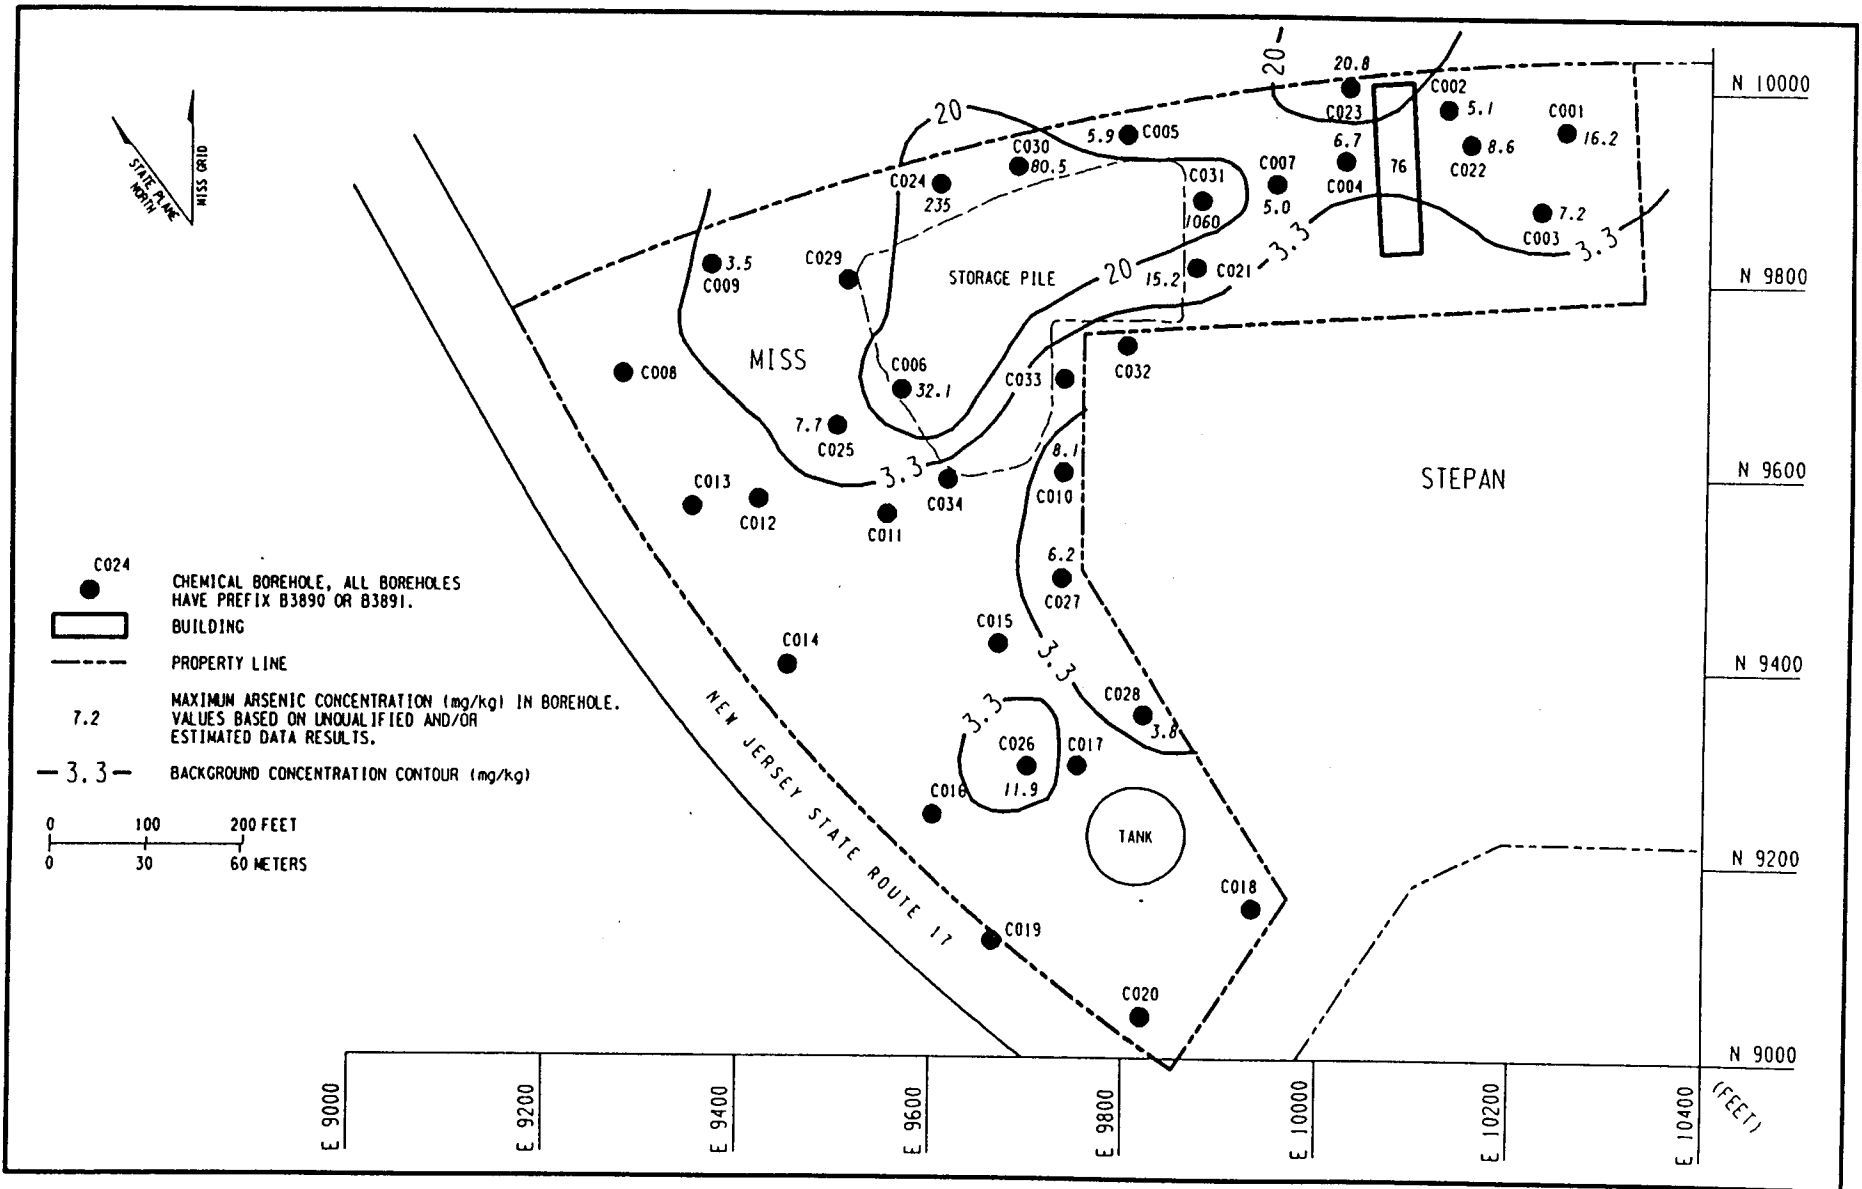 20
20.8
C002
N 10000
C023
5.1
C001
16.2
20
5.9
C005
6.7
8.6
C022
C030
80.5
C024
235
C031
1060
C007
5.0
C004
76
7.2
C003
STATE PLANE
NORTH
MISS GRID
3.5
C009
C029
STORAGE PILE
20
15.2
C021
3.3
3.3
N 9800
MISS
C008
C006
32.1
C033
C032
7.7
C025
3.3
8.1
C010
STEPAN
N 9600
C013
C012
C034
C011
6.2
C027
C024
CHEMICAL BOREHOLE, ALL BOREHOLES
HAVE PREFIX B3890 OR B3891.
BUILDING
PROPERTY LINE
7.2
MAXIMUM ARSENIC CONCENTRATION (mg/kg) IN BOREHOLE.
VALUES BASED ON UNQUALIFIED AND/OR
ESTIMATED DATA RESULTS.
3.3
BACKGROUND CONCENTRATION CONTOUR (mg/kg)
0 100 200 FEET
0 30 60 METERS
C014
C015
3.3
N 9400
C028
3.8
3.3
C026
11.9
C017
C016
TANK
NEW JERSEY STATE ROUTE 17
N 9200
C018
C019
C020
N 9000
E 9000
E 9200
E 9400
E 9600
E 9800
E 10000
E 10200
E 10400
(FEET)